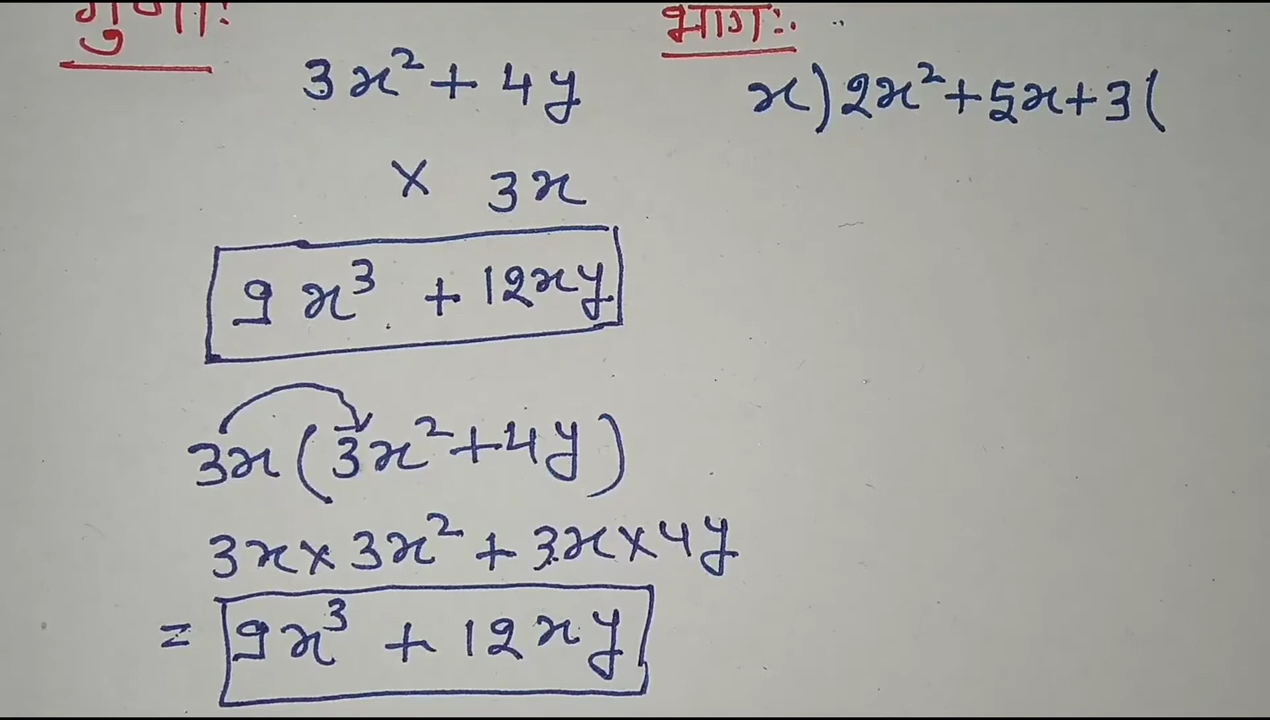 गुणा:
3x² + 4y
× 3x
9x³ + 12xy
3x(3x² + 4y)
3x × 3x² + 3x × 4y
= 9x³ + 12xy
भाग:
x) 2x² + 5x + 3 (